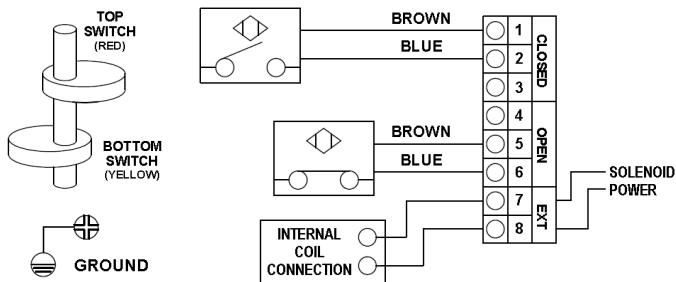 TOP
SWITCH
(RED)
BOTTOM
SWITCH
(YELLOW)
GROUND
BROWN
BLUE
BROWN
BLUE
INTERNAL
COIL
CONNECTION
1
2
3
CLOSED
4
5
6
OPEN
7
8
EXT
SOLENOID
POWER